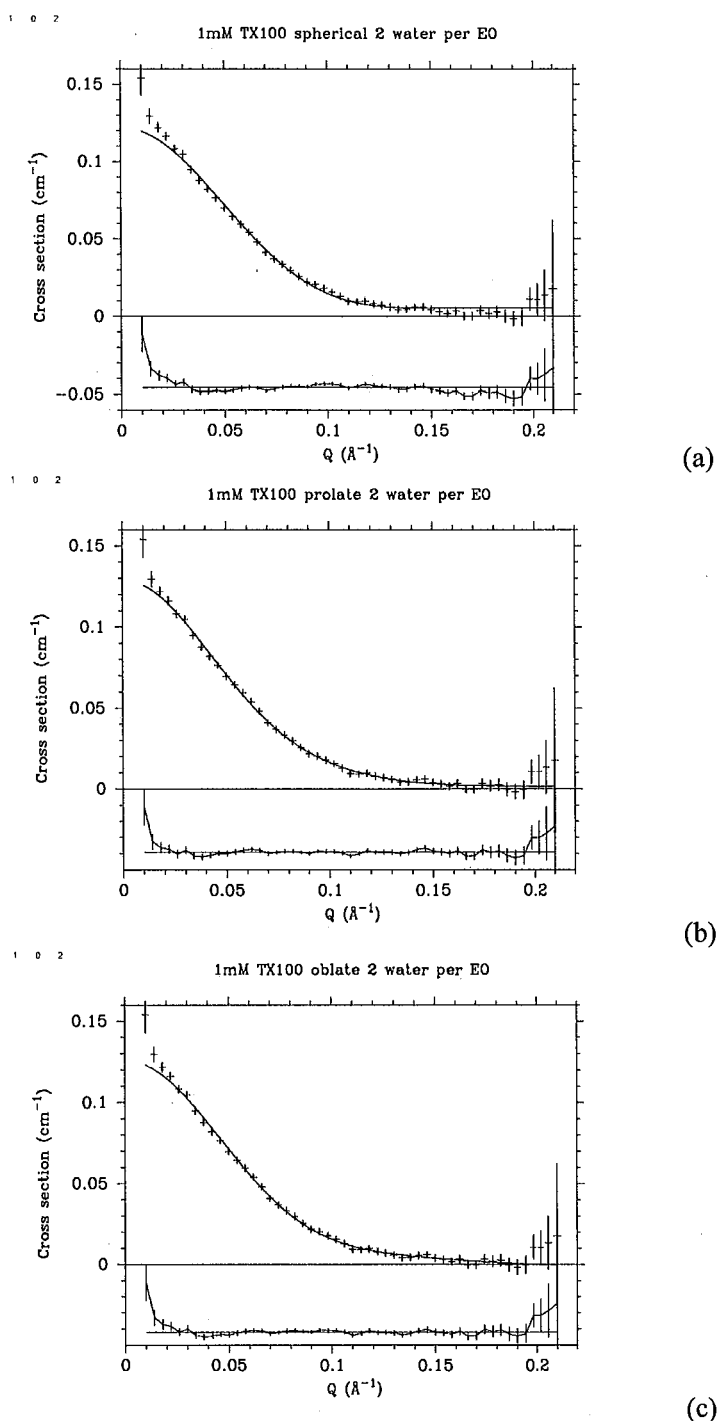 1 0 2
1mM TX100 spherical 2 water per EO
0.15
0.1
0.05
0
−0.05
Cross section (cm⁻¹)
0 0.05 0.1 0.15 0.2
Q (Å⁻¹)
(a)
1 0 2
1mM TX100 prolate 2 water per EO
0.15
0.1
0.05
0
Cross section (cm⁻¹)
0 0.05 0.1 0.15 0.2
Q (Å⁻¹)
(b)
1 0 2
1mM TX100 oblate 2 water per EO
0.15
0.1
0.05
0
Cross section (cm⁻¹)
0 0.05 0.1 0.15 0.2
Q (Å⁻¹)
(c)